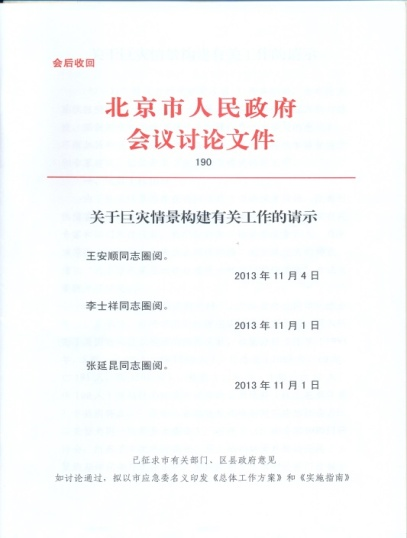 会后收回
北京市人民政府
会议讨论文件
190
关于巨灾情景构建有关工作的请示
王安顺同志圈阅。
2013 年 11 月 4 日
李士祥同志圈阅。
2013 年 11 月 1 日
张延昆同志圈阅。
2013 年 11 月 1 日
已征求市有关部门、区县政府意见
如讨论通过，拟以市应急委名义印发《总体工作方案》和《实施指南》